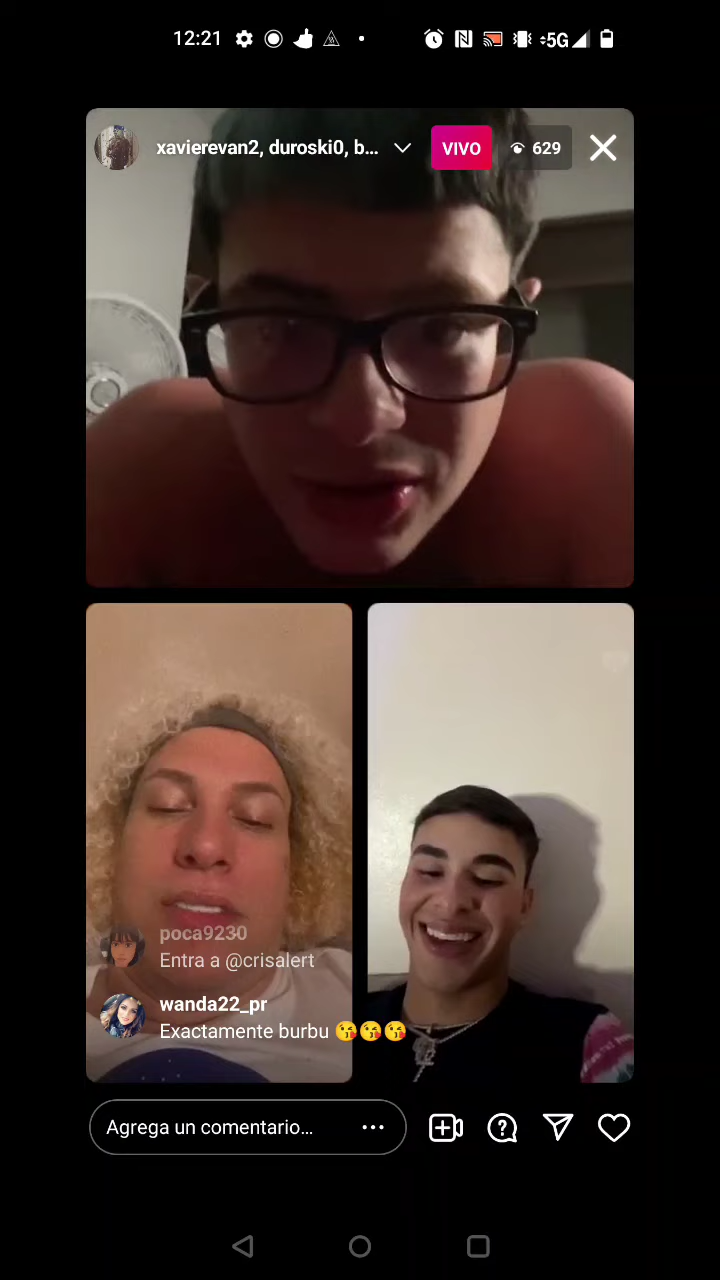 12:21
5G
xavierevan2, duroski0, b...
VIVO
629
poca9230
Entra a @crisalert
wanda22_pr
Exactamente burbu 😘😘😘
Agrega un comentario...